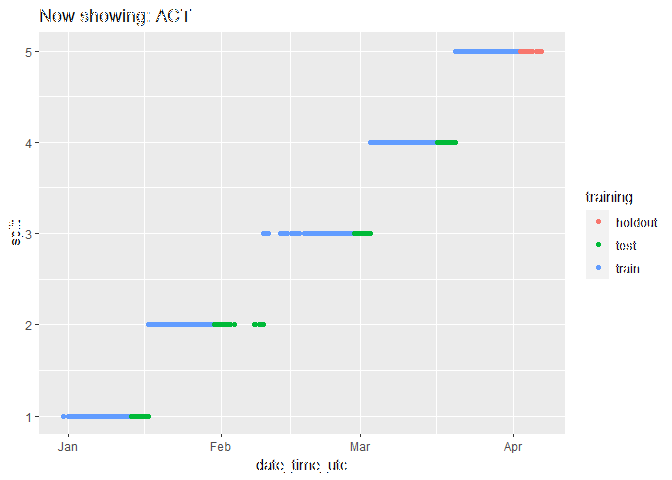 Now showing: ACT
5
4
3
2
1
Jan
Feb
Mar
Apr
date_time_utc
training
holdout
test
train